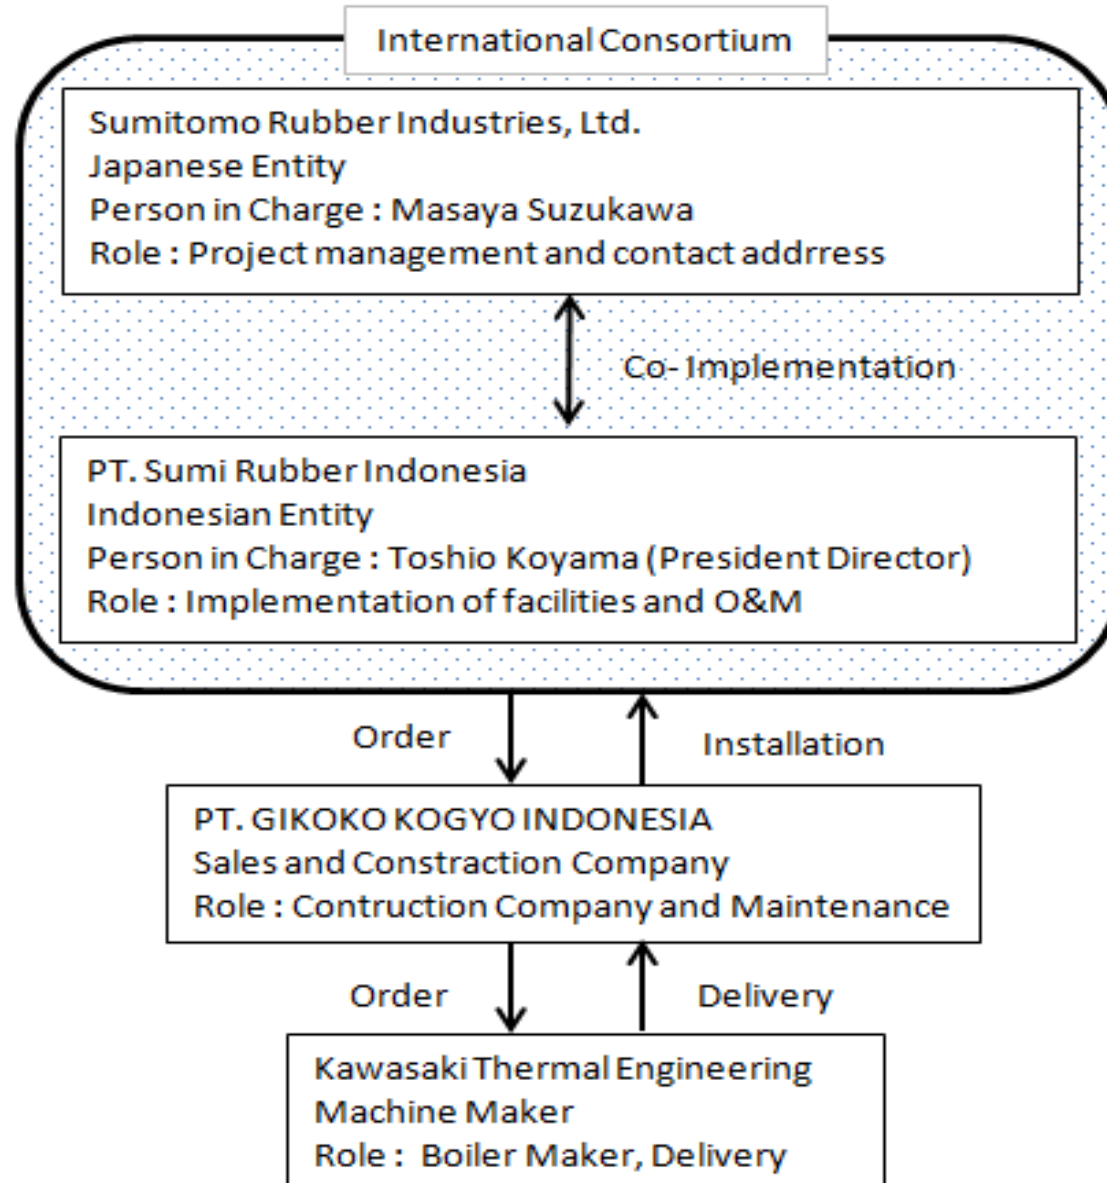 International Consortium
Sumitomo Rubber Industries, Ltd.
Japanese Entity
Person in Charge : Masaya Suzukawa
Role : Project management and contact addrress
Co- Implementation
PT. Sumi Rubber Indonesia
Indonesian Entity
Person in Charge : Toshio Koyama (President Director)
Role : Implementation of facilities and O&M
Order
Installation
PT. GIKOKO KOGYO INDONESIA
Sales and Constraction Company
Role : Contruction Company and Maintenance
Order
Delivery
Kawasaki Thermal Engineering
Machine Maker
Role :  Boiler Maker, Delivery